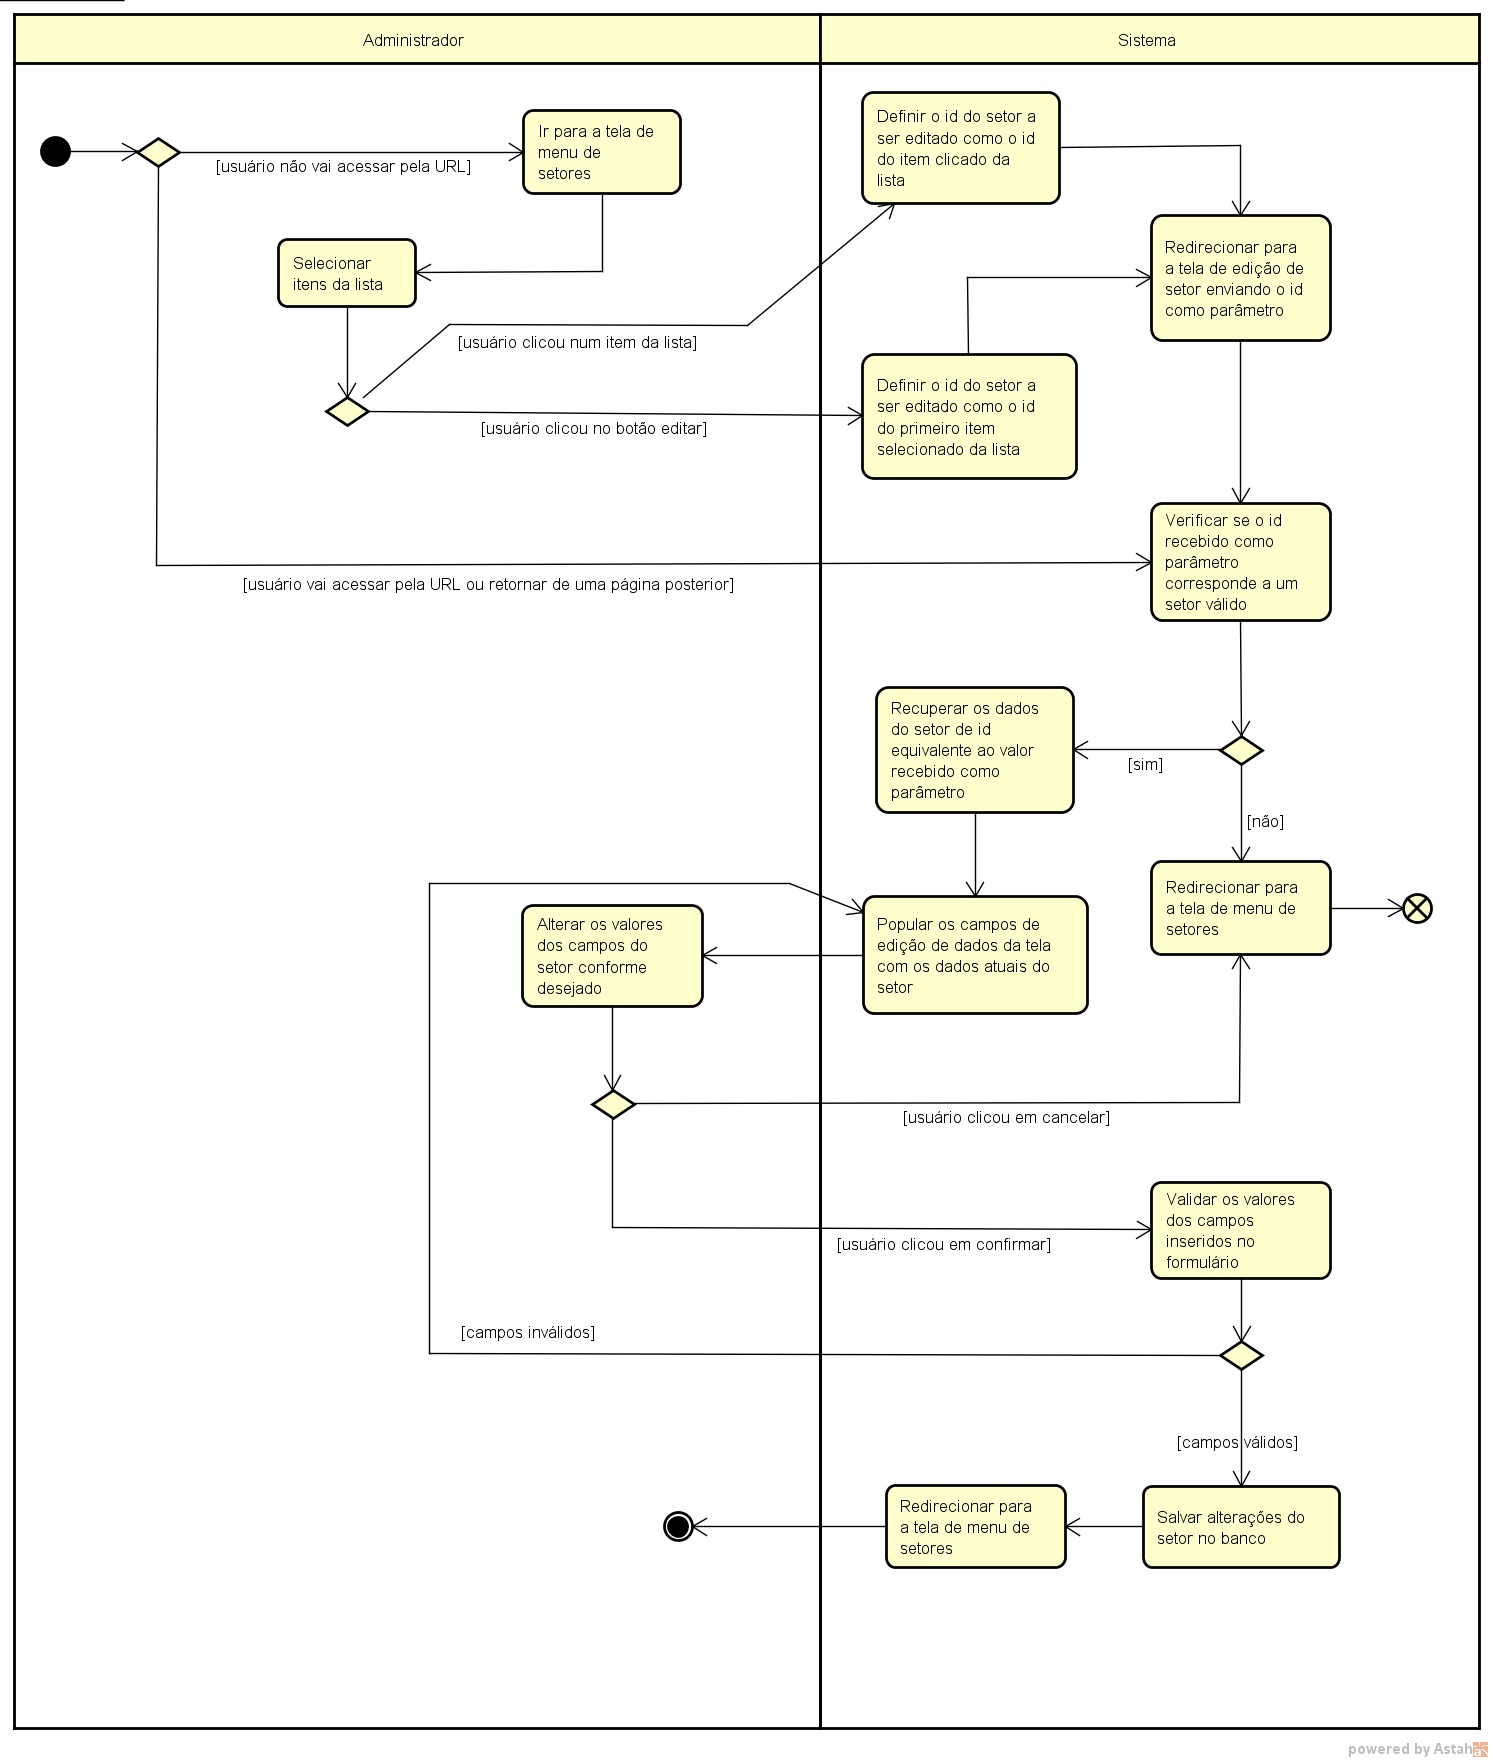 Administrador
Sistema
Ir para a tela de
menu de
setores
Definir o id do setor a
ser editado como o id
do item clicado da
lista
[usuário não vai acessar pela URL]
Selecionar
itens da lista
Redirecionar para
a tela de edição de
setor enviando o id
como parâmetro
[usuário clicou num item da lista]
Definir o id do setor a
ser editado como o id
do primeiro item
selecionado da lista
[usuário clicou no botão editar]
Verificar se o id
recebido como
parâmetro
corresponde a um
setor válido
[usuário vai acessar pela URL ou retornar de uma página posterior]
Recuperar os dados
do setor de id
equivalente ao valor
recebido como
parâmetro
[sim]
[não]
Alterar os valores
dos campos do
setor conforme
desejado
Popular os campos de
edição de dados da tela
com os dados atuais do
setor
Redirecionar para
a tela de menu de
setores
[usuário clicou em cancelar]
Validar os valores
dos campos
inseridos no
formulário
[usuário clicou em confirmar]
[campos inválidos]
[campos válidos]
Redirecionar para
a tela de menu de
setores
Salvar alterações do
setor no banco
powered by Astah